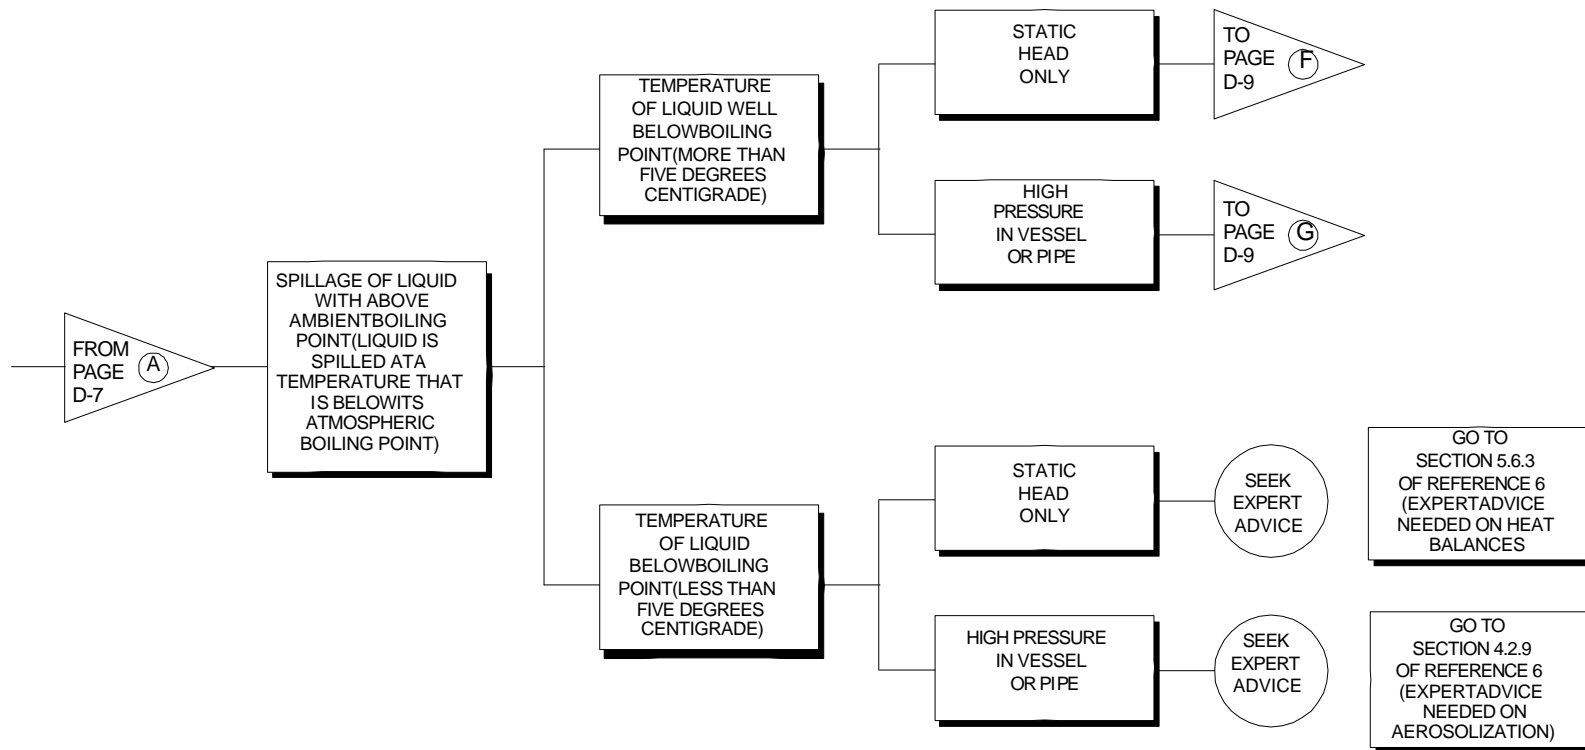 FROM
PAGE
D-7
A
SPILLAGE OF LIQUID
WITH ABOVE
AMBIENTBOILING
POINT(LIQUID IS
SPILLED ATA
TEMPERATURE THAT
IS BELOWITS
ATMOSPHERIC
BOILING POINT)
TEMPERATURE
OF LIQUID WELL
BELOWBOILING
POINT(MORE THAN
FIVE DEGREES
CENTIGRADE)
STATIC
HEAD
ONLY
TO
PAGE
D-9
F
HIGH
PRESSURE
IN VESSEL
OR PIPE
TO
PAGE
D-9
G
TEMPERATURE
OF LIQUID
BELOWBOILING
POINT(LESS THAN
FIVE DEGREES
CENTIGRADE)
STATIC
HEAD
ONLY
SEEK
EXPERT
ADVICE
GO TO
SECTION 5.6.3
OF REFERENCE 6
(EXPERTADVICE
NEEDED ON HEAT
BALANCES
HIGH PRESSURE
IN VESSEL
OR PIPE
SEEK
EXPERT
ADVICE
GO TO
SECTION 4.2.9
OF REFERENCE 6
(EXPERTADVICE
NEEDED ON
AEROSOLIZATION)